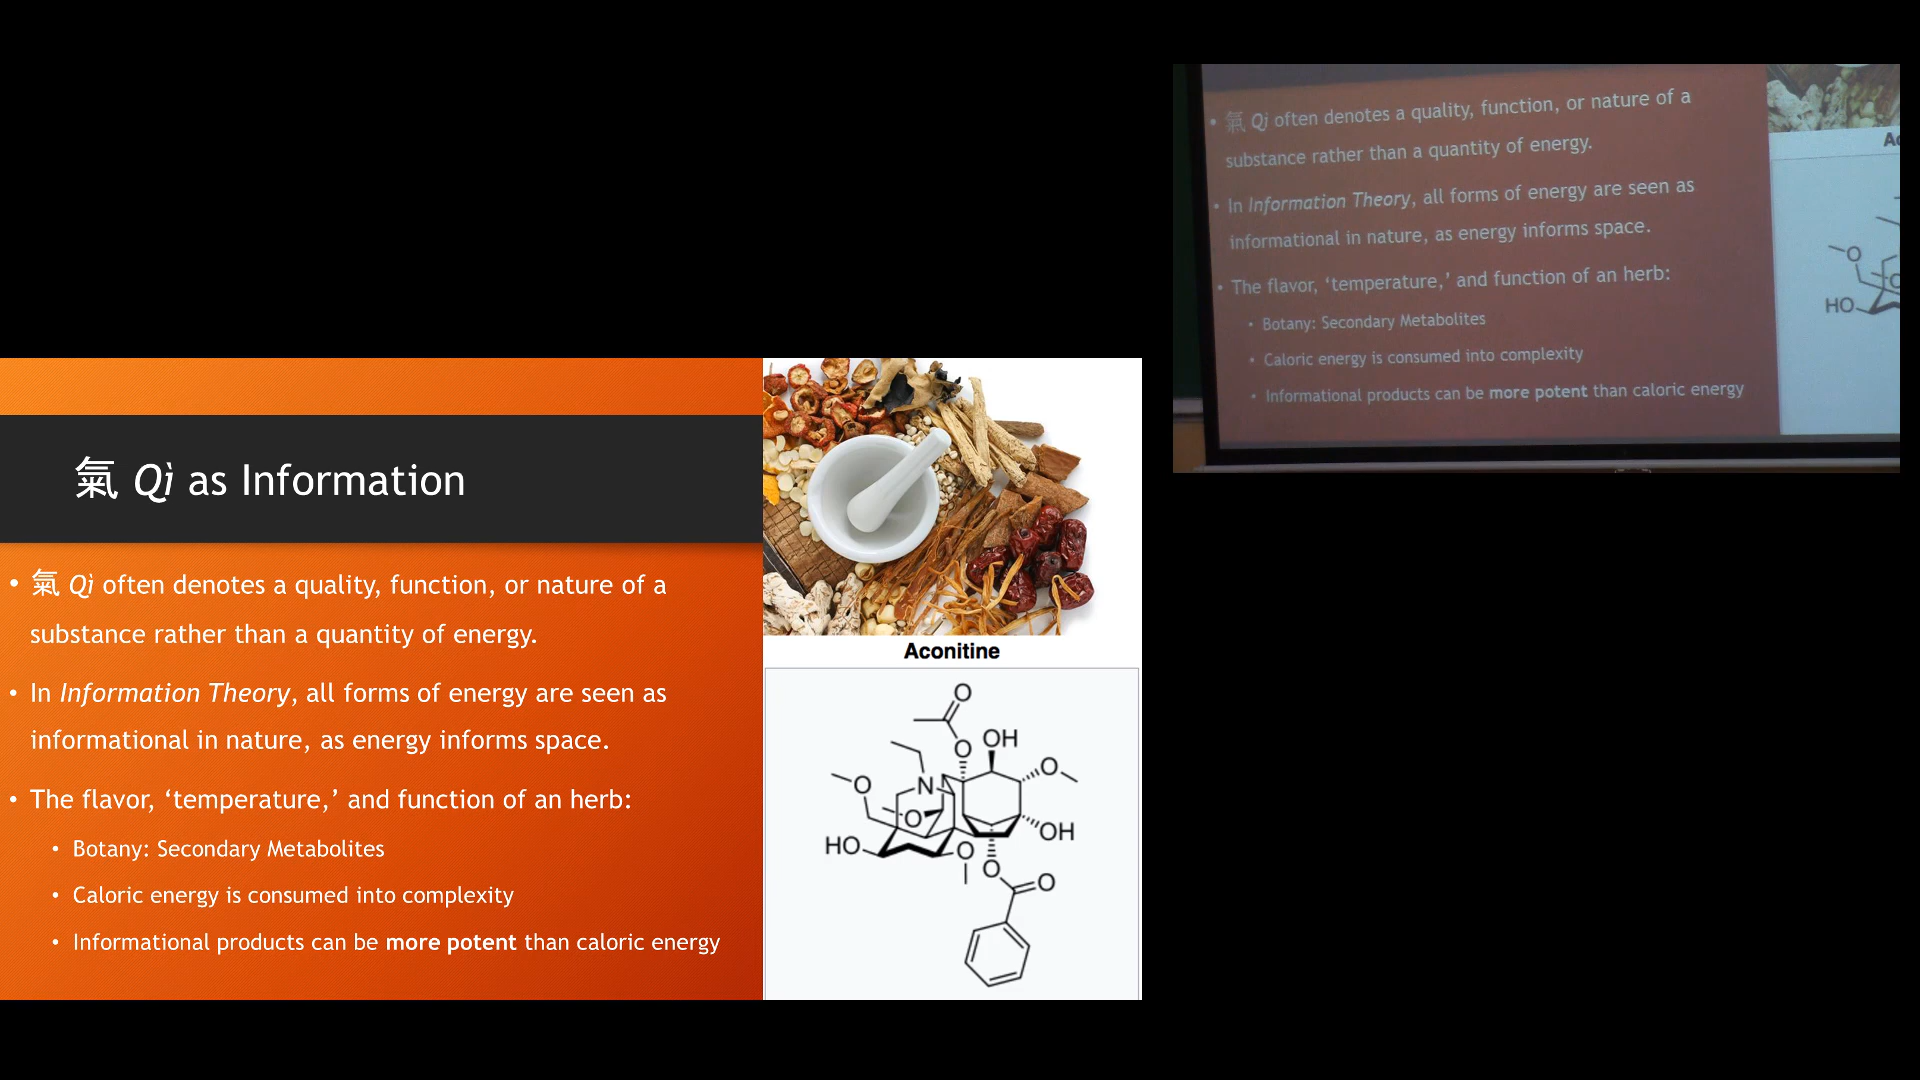 氣 Qì as Information
• 氣 Qì often denotes a quality, function, or nature of a
substance rather than a quantity of energy.
• In Information Theory, all forms of energy are seen as
informational in nature, as energy informs space.
• The flavor, ‘temperature,’ and function of an herb:
• Botany: Secondary Metabolites
• Caloric energy is consumed into complexity
• Informational products can be more potent than caloric energy
Aconitine
O
O
OH
O
N
O
O
HO
O
OH
O
O
• 氣 Qì often denotes a quality, function, or nature of a
substance rather than a quantity of energy.
• In Information Theory, all forms of energy are seen as
informational in nature, as energy informs space.
• The flavor, ‘temperature,’ and function of an herb:
• Botany: Secondary Metabolites
• Caloric energy is consumed into complexity
• Informational products can be more potent than caloric energy
Ac
O
HO